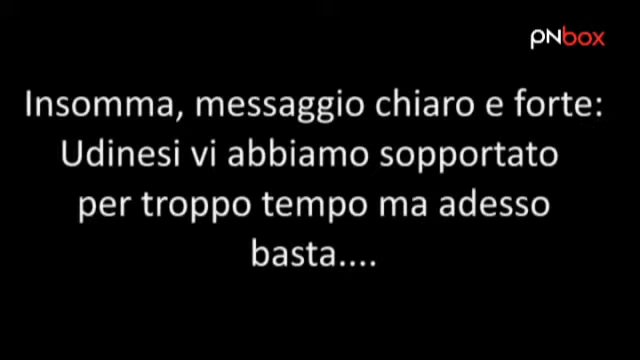 pnbox
Insomma, messaggio chiaro e forte:
Udinesi vi abbiamo sopportato
per troppo tempo ma adesso
basta....